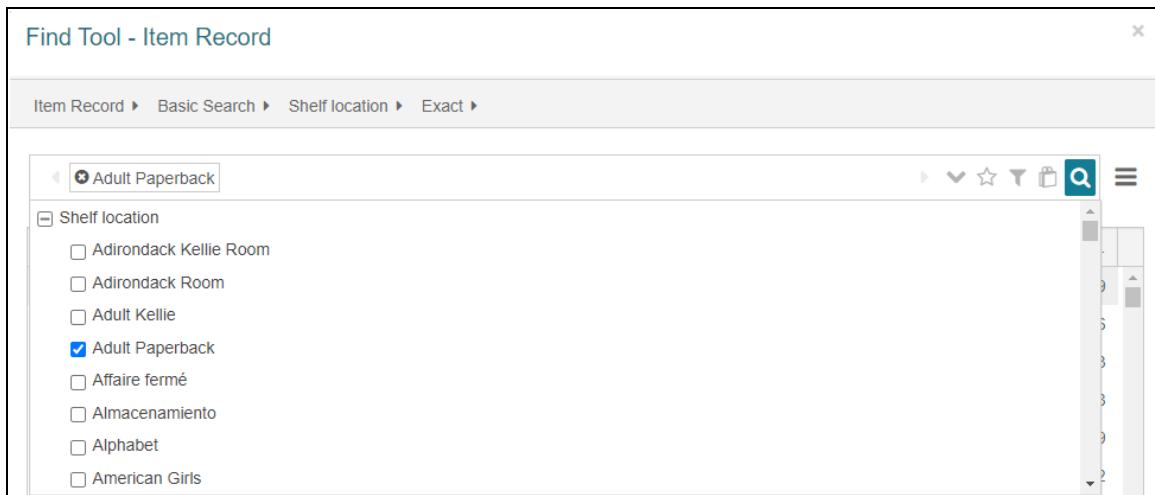 Find Tool - Item Record
Item Record Basic Search Shelf location Exact
Adult Paperback
Shelf location
Adirondack Kellie Room
Adirondack Room
Adult Kellie
Adult Paperback
Affaire fermé
Almacenamiento
Alphabet
American Girls